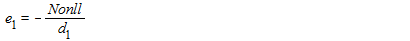 e₁ = − Nonll / d₁